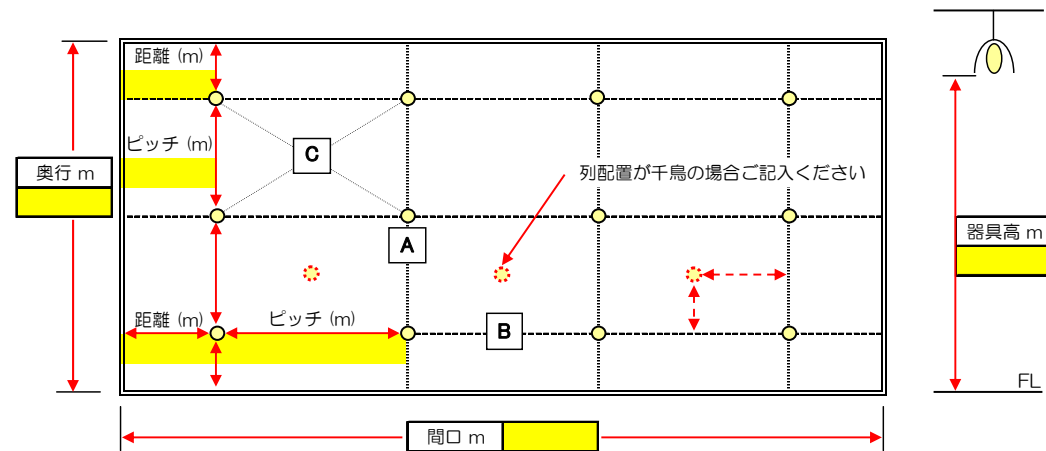 距離 (m)
ピッチ (m)
C
奥行 m
列配置が千鳥の場合ご記入ください
A
器具高 m
距離 (m)
ピッチ (m)
B
FL
間口 m